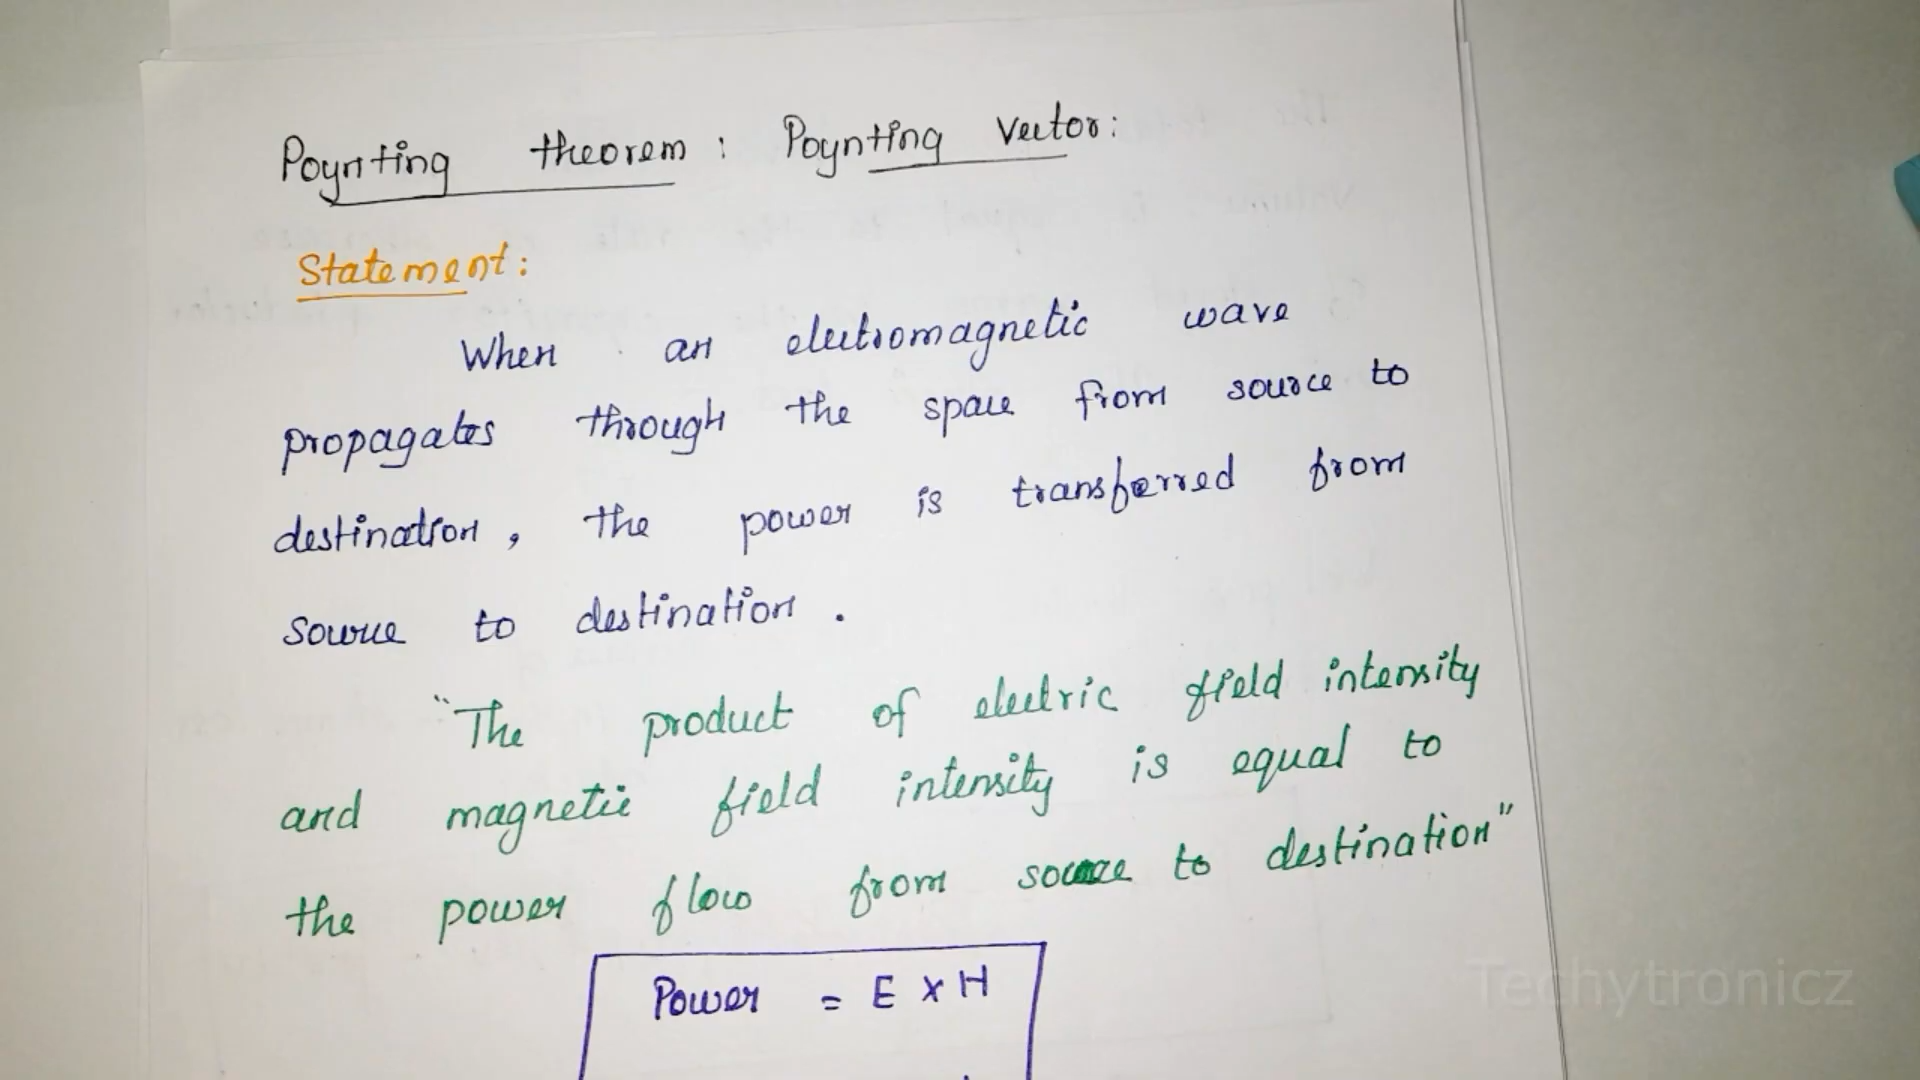 Poynting theorem : Poynting Vector:
Statement:
When an electromagnetic wave
propagates through the space from source to
destination, the power is transferred from
source to destination.
"The product of electric field intensity
and magnetic field intensity is equal to
the power flow from source to destination"
Power = E X H
Techytronicz